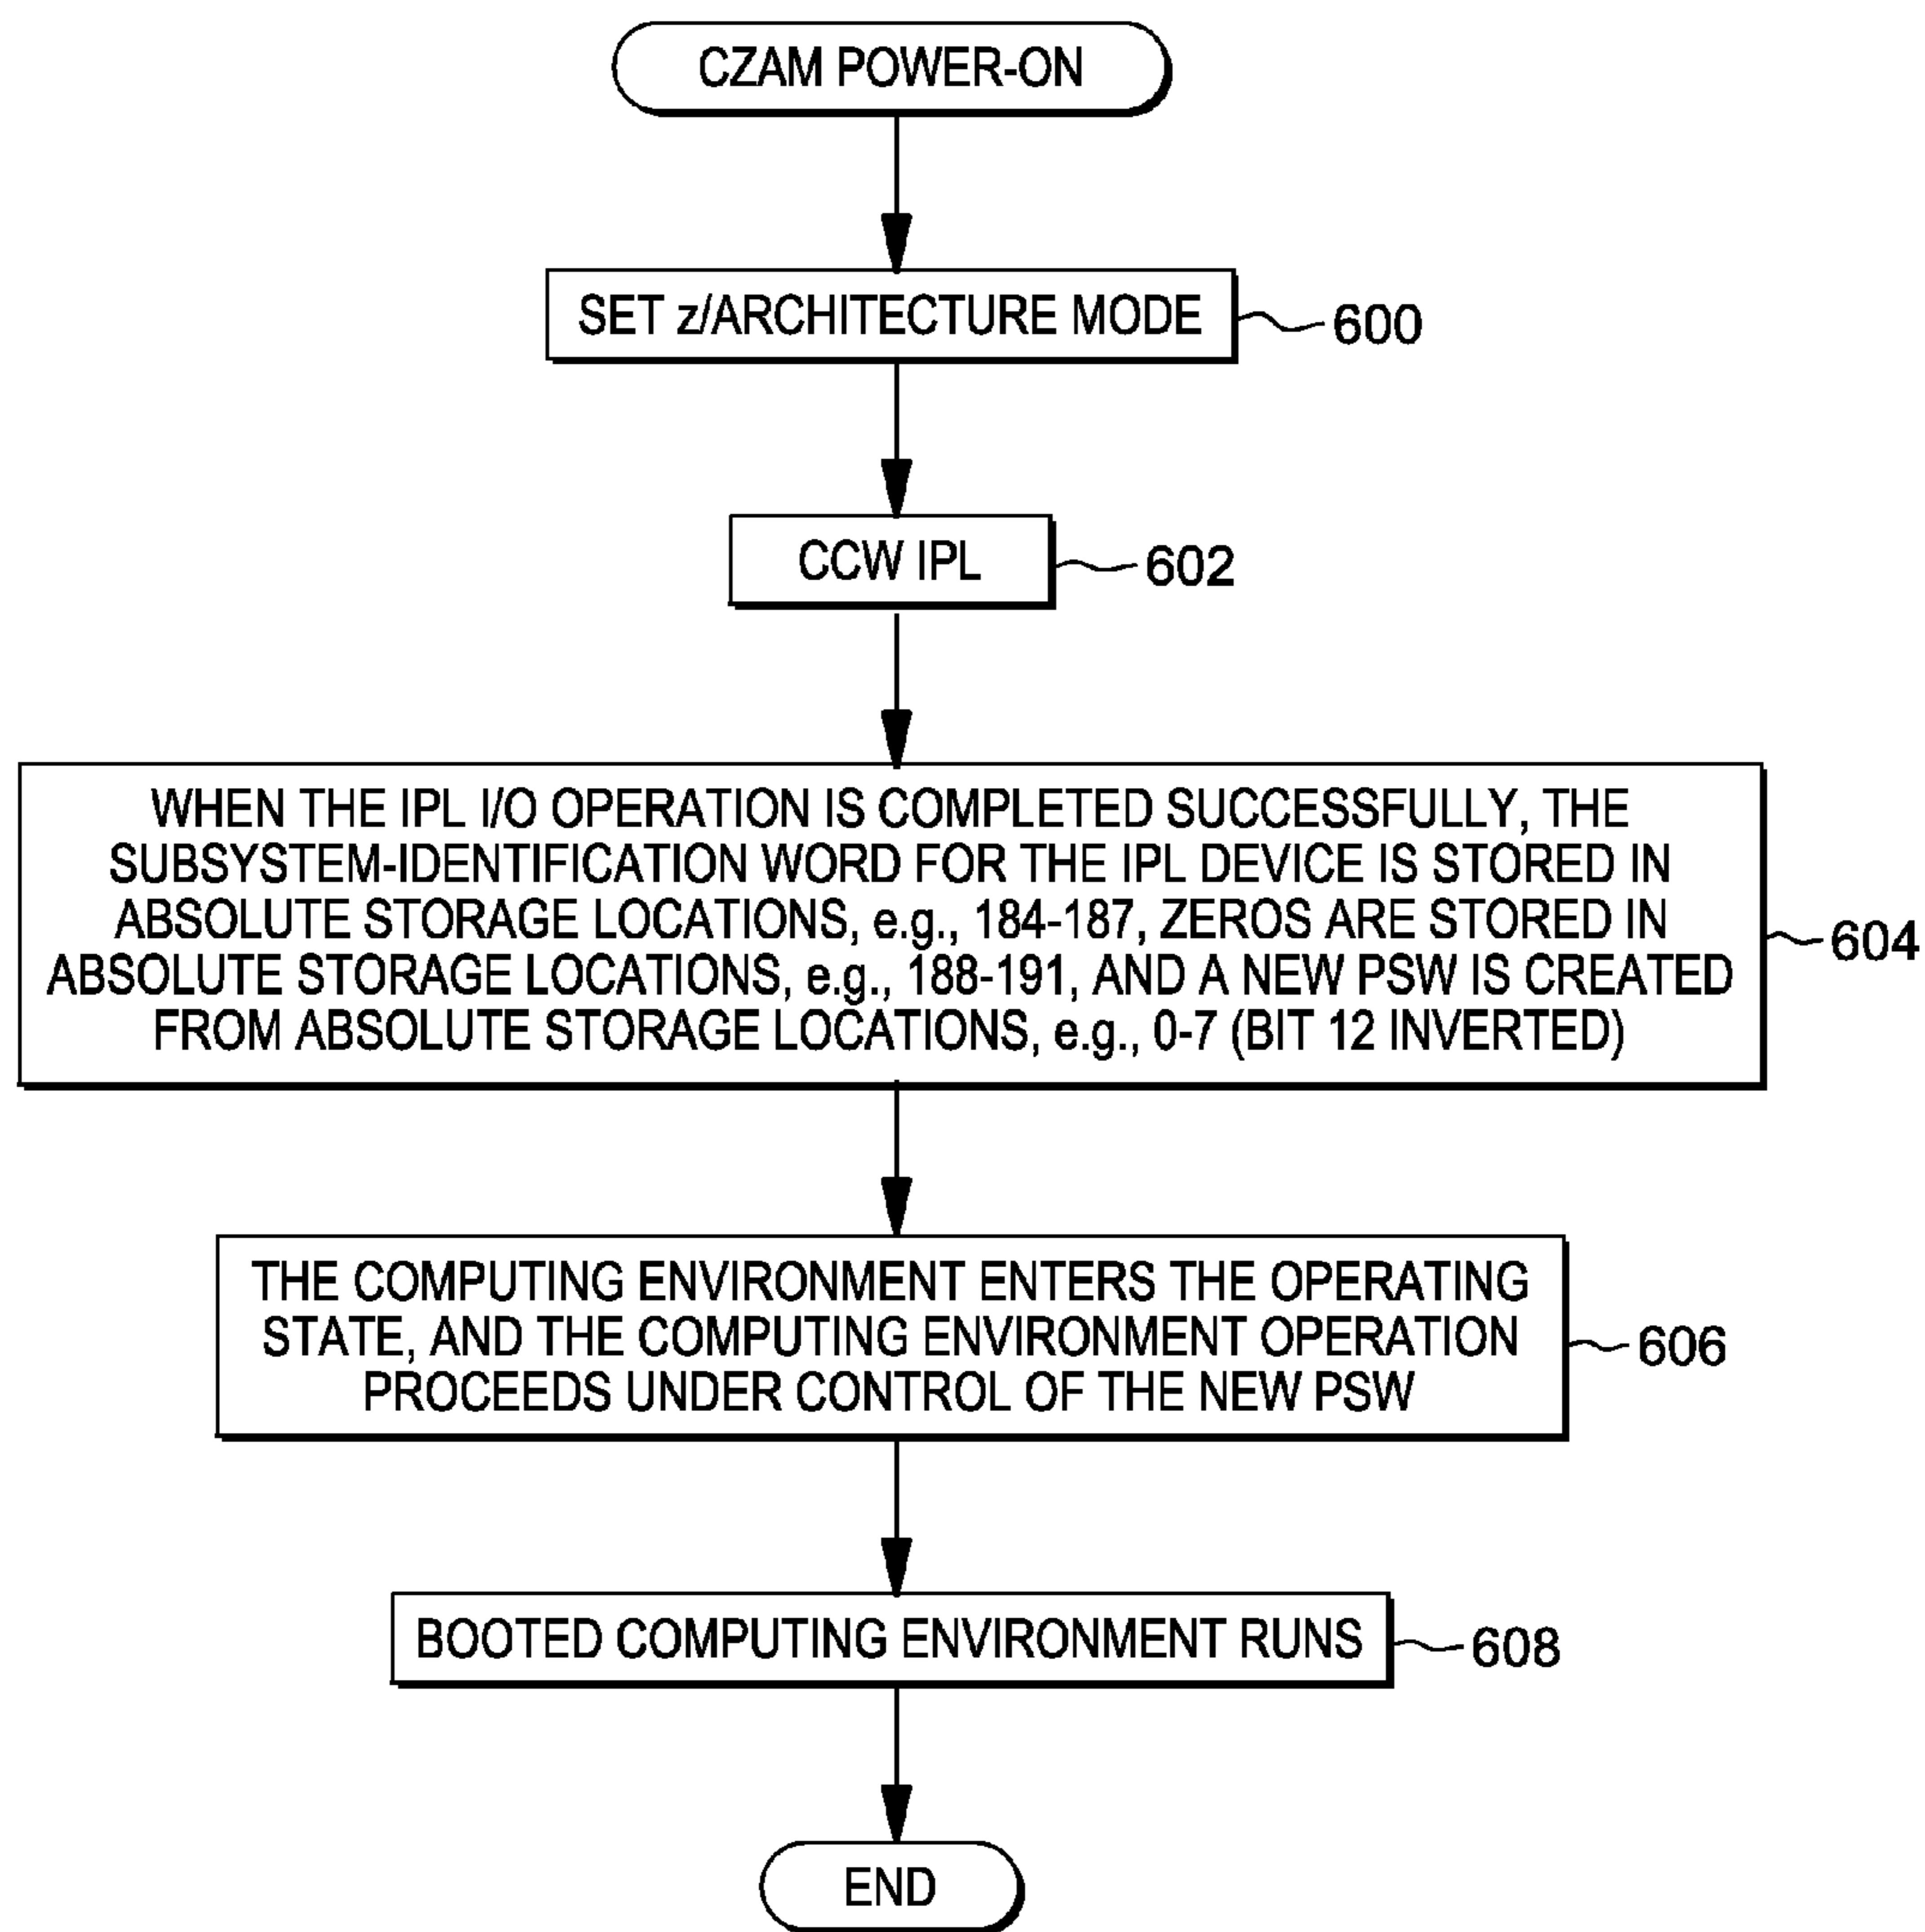 CZAM POWER-ON
SET z/ARCHITECTURE MODE
600
CCW IPL
602
WHEN THE IPL I/O OPERATION IS COMPLETED SUCCESSFULLY, THE
SUBSYSTEM-IDENTIFICATION WORD FOR THE IPL DEVICE IS STORED IN
ABSOLUTE STORAGE LOCATIONS, e.g., 184-187, ZEROS ARE STORED IN
ABSOLUTE STORAGE LOCATIONS, e.g., 188-191, AND A NEW PSW IS CREATED
FROM ABSOLUTE STORAGE LOCATIONS, e.g., 0-7 (BIT 12 INVERTED)
604
THE COMPUTING ENVIRONMENT ENTERS THE OPERATING
STATE, AND THE COMPUTING ENVIRONMENT OPERATION
PROCEEDS UNDER CONTROL OF THE NEW PSW
606
BOOTED COMPUTING ENVIRONMENT RUNS
608
END